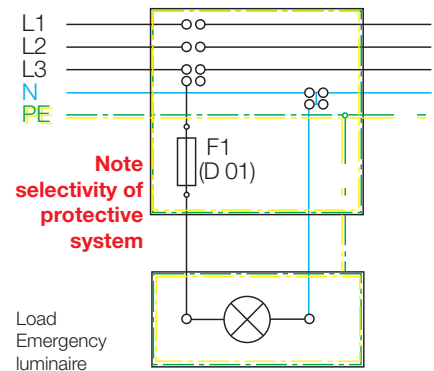 L1
L2
L3
N
PE
F1
(D 01)
Note
selectivity of
protective
system
Load
Emergency
luminaire